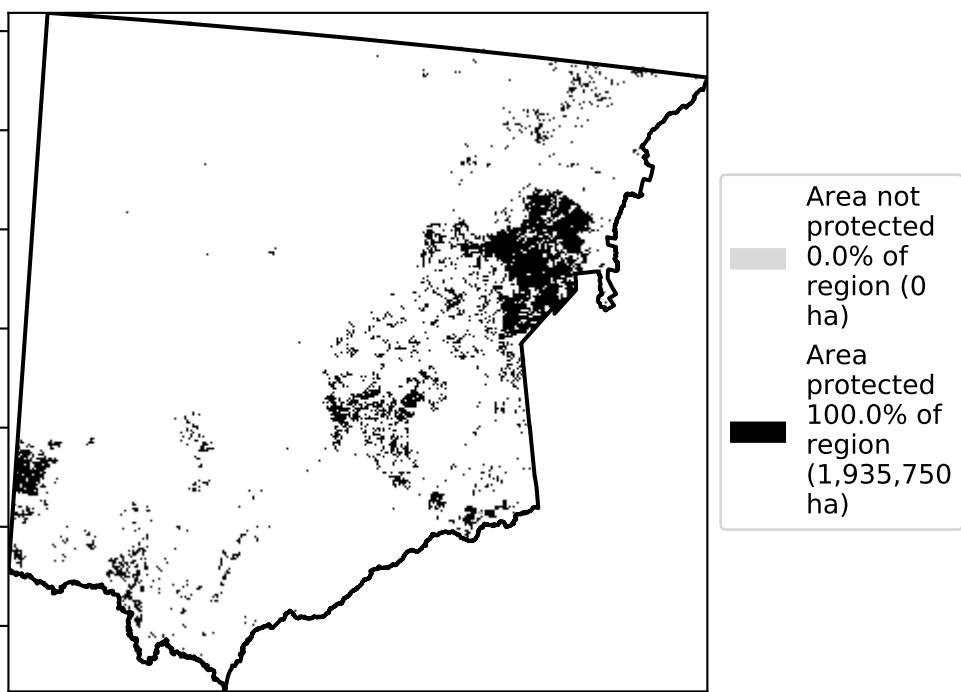 Area not
protected
0.0% of
region (0
ha)
Area
protected
100.0% of
region
(1,935,750
ha)